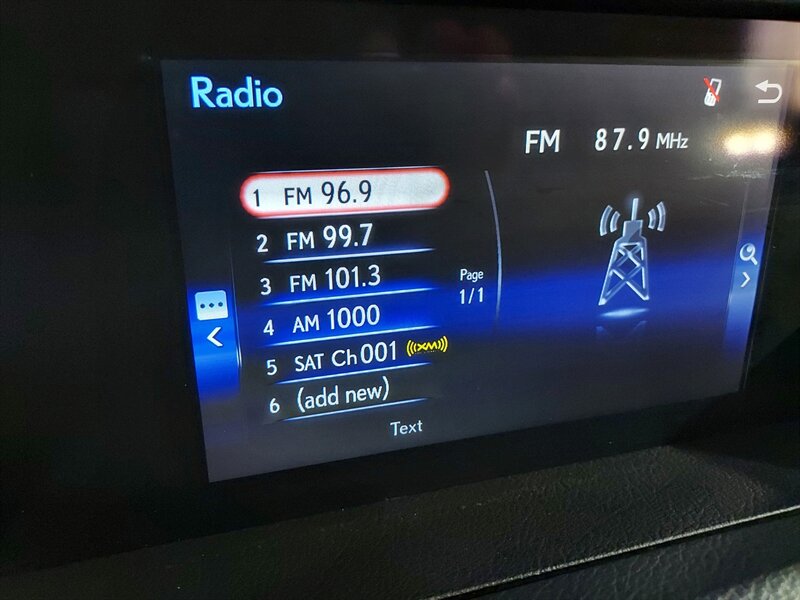 Radio
FM 87.9 MHz
1 FM 96.9
2 FM 99.7
3 FM 101.3
4 AM 1000
5 SAT Ch 001 ((XM))
6 (add new)
Page
1/1
Text